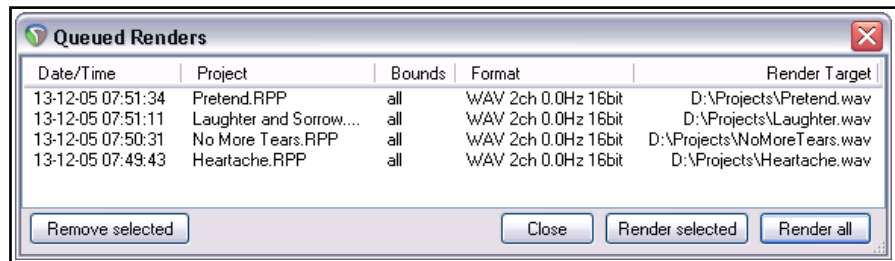 Queued Renders
Date/Time Project Bounds Format Render Target
13-12-05 07:51:34 Pretend.RPP all WAV 2ch 0.0Hz 16bit D:\Projects\Pretend.wav
13-12-05 07:51:11 Laughter and Sorrow.... all WAV 2ch 0.0Hz 16bit D:\Projects\Laughter.wav
13-12-05 07:50:31 No More Tears.RPP all WAV 2ch 0.0Hz 16bit D:\Projects\NoMoreTears.wav
13-12-05 07:49:43 Heartache.RPP all WAV 2ch 0.0Hz 16bit D:\Projects\Heartache.wav
Remove selected Close Render selected Render all